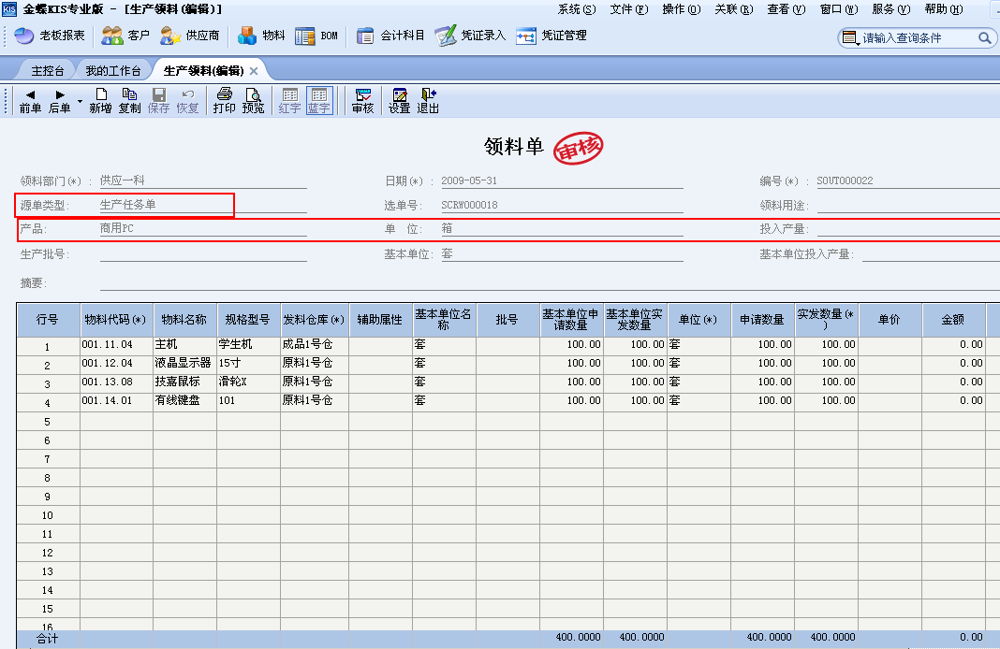 KIS 金蝶KIS专业版 - [生产领料(编辑)]
系统(S) 文件(F) 操作(O) 关联(R) 查看(V) 窗口(W) 服务(V) 帮助(H)
老板报表 客户 供应商 物料 BOM 会计科目 凭证录入 凭证管理 请输入查询条件
主控台 我的工作台 生产领料(编辑)
前单 后单 新增 复制 保存 恢复 打印 预览 红字 蓝字 审核 设置 退出
领料单 审核
领料部门(*) : 供应一科 日期(*) : 2009-05-31 编号(*) : SOUT000022
源单类型: 生产任务单 选单号: SCRW000018 领料用途:
产品: 商用PC 单 位: 箱 投入产量:
生产批号: 基本单位: 套 基本单位投入产量:
摘要:
行号 物料代码(*) 物料名称 规格型号 发料仓库(*) 辅助属性 基本单位名称 批号 基本单位申请数量 基本单位实发数量 单位(*) 申请数量 实发数量(*) 单价 金额
1 001.11.04 主机 学生机 成品1号仓 套 100.00 100.00 套 100.00 100.00 0.00
2 001.12.04 液晶显示器 15寸 原料1号仓 套 100.00 100.00 套 100.00 100.00 0.00
3 001.13.08 技嘉鼠标 滑轮X 原料1号仓 套 100.00 100.00 套 100.00 100.00 0.00
4 001.14.01 有线键盘 101 原料1号仓 套 100.00 100.00 套 100.00 100.00 0.00
5
6
7
8
9
10
11
12
13
14
15
16
合计 400.0000 400.0000 400.0000 400.0000 0.00